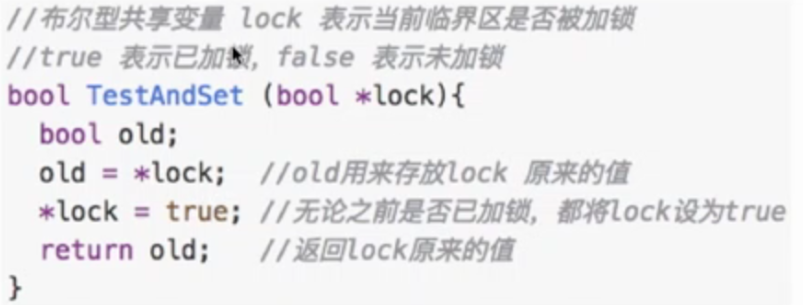 //布尔型共享变量 lock 表示当前临界区是否被加锁
//true 表示已加锁，false 表示未加锁
bool TestAndSet (bool *lock){
bool old;
old = *lock; //old用来存放lock 原来的值
*lock = true; //无论之前是否已加锁，都将lock设为true
return old; //返回lock原来的值
}